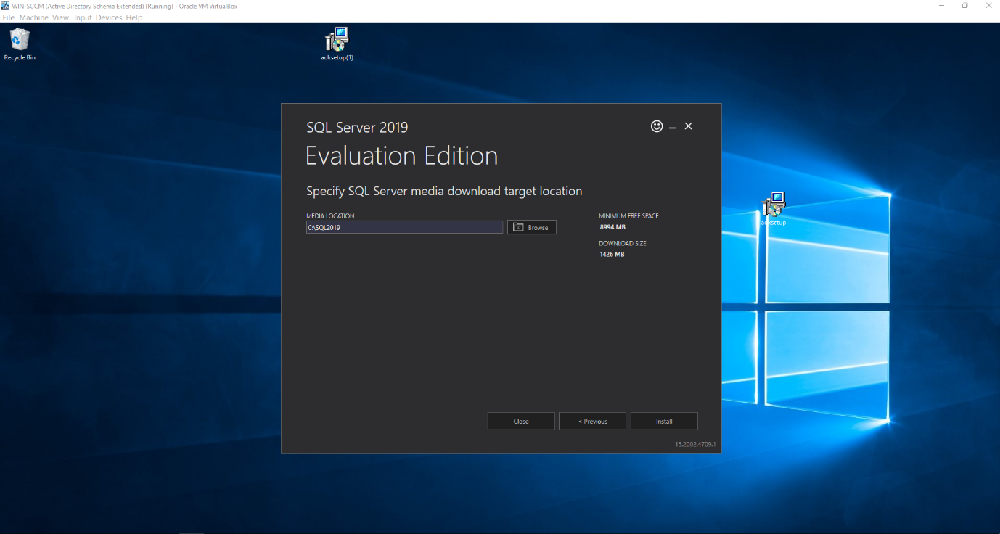 WIN-SCCM (Active Directory Schema Extended) [Running] - Oracle VM VirtualBox
File Machine View Input Devices Help
Recycle Bin
adksetup(1)
SQL Server 2019
Evaluation Edition
Specify SQL Server media download target location
MEDIA LOCATION
C:\SQL2019
Browse
MINIMUM FREE SPACE
8994 MB
DOWNLOAD SIZE
1426 MB
adksetup
Close
< Previous
Install
15.2002.4709.1